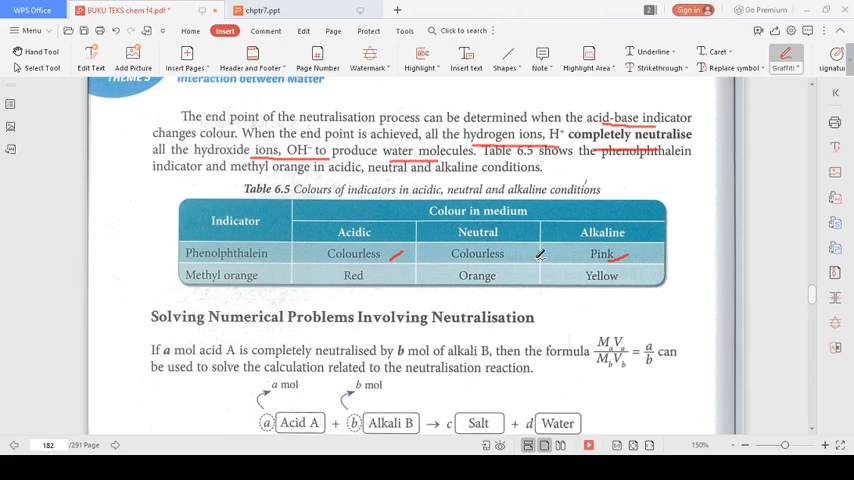 WPS Office
BUKU TEKS chem f4.pdf *
chptr7.ppt
+
2
Sign in
Go Premium
Menu
Home
Insert
Edit
Page
Protect
Tools
Click to search
Hand Tool
Select Tool
Edit Text
Edit Object
Insert Images
Page Number
Header and Footer
Watermark
Highlight
Insert text
Shapes
Note
Highlight Area
Underline
Strikethrough
Caret
Replace symbol
Graffiti
signatur
THEME 3
Interaction between Matter
The end point of the neutralisation process can be determined when the acid-base indicator
changes colour. When the end point is achieved, all the hydrogen ions, H⁺ completely neutralise
all the hydroxide ions, OH⁻ to produce water molecules. Table 6.5 shows the phenolphthalein
indicator and methyl orange in acidic, neutral and alkaline conditions.
Table 6.5 Colours of indicators in acidic, neutral and alkaline conditions
Indicator
Colour in medium
Acidic Neutral Alkaline
Phenolphthalein Colourless Colourless Pink
Methyl orange Red Orange Yellow
Solving Numerical Problems Involving Neutralisation
If a mol acid A is completely neutralised by b mol of alkali B, then the formula MₐVₐ/M_bV_b = a/b can
be used to solve the calculation related to the neutralisation reaction.
a mol b mol
a Acid A + b Alkali B → c Salt + d Water
182 /291 Page
150%